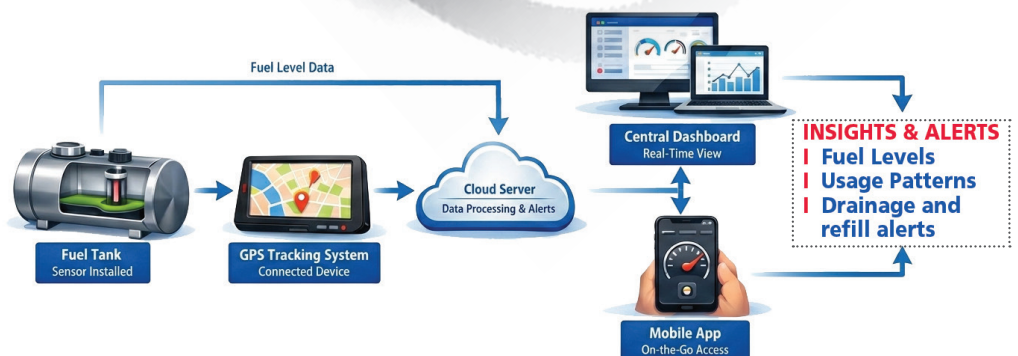 Fuel Level Data
Fuel Tank
Sensor Installed
GPS Tracking System
Connected Device
Cloud Server
Data Processing & Alerts
Central Dashboard
Real-Time View
Mobile App
On-the-Go Access
INSIGHTS & ALERTS
Fuel Levels
Usage Patterns
Drainage and
refill alerts